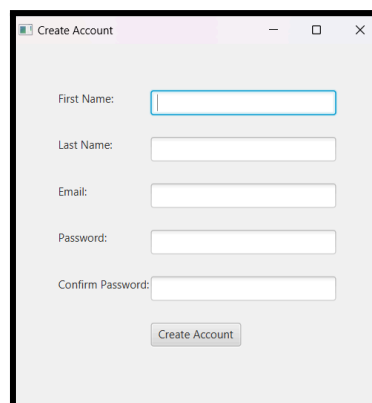 Create Account
First Name:
Last Name:
Email:
Password:
Confirm Password:
Create Account